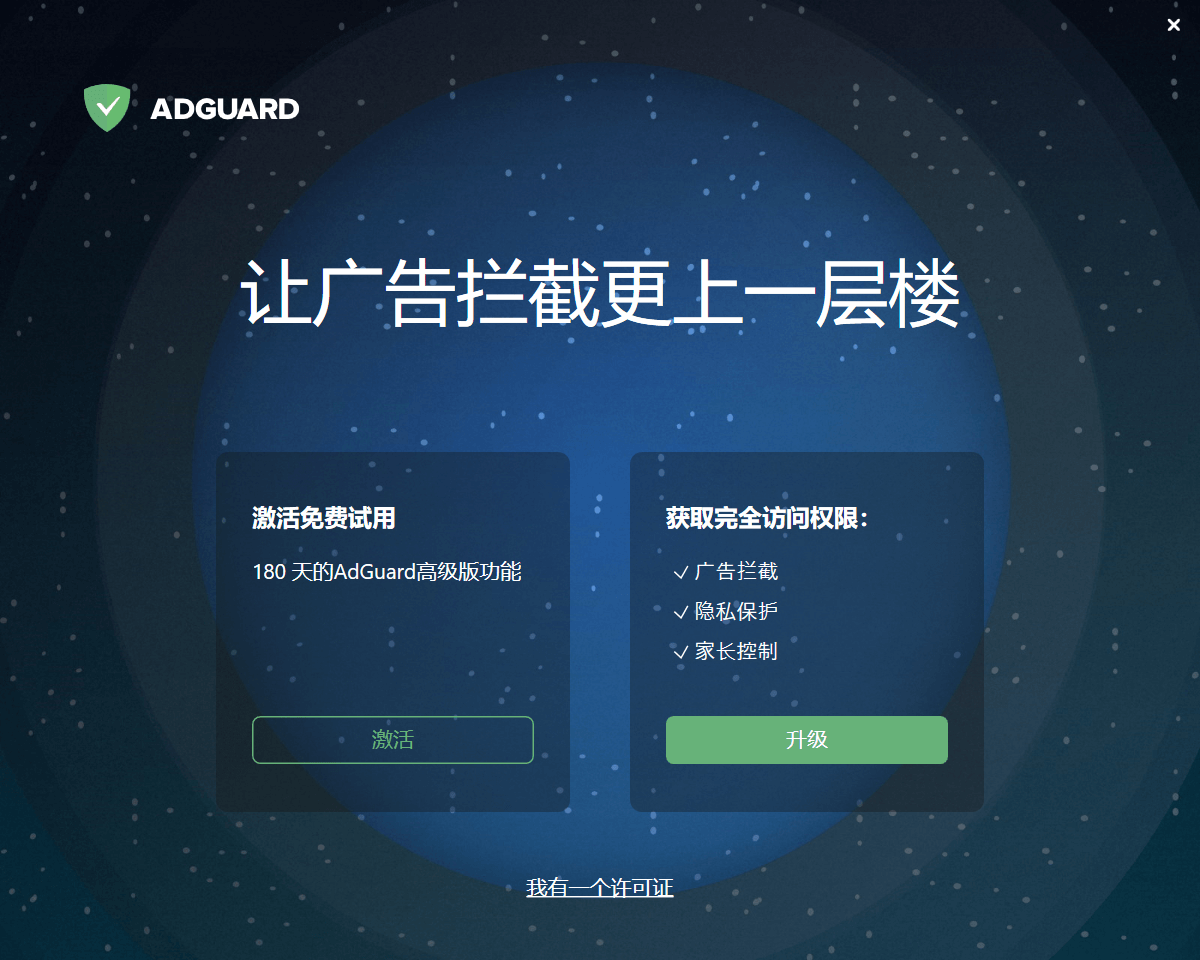 ADGUARD
让广告拦截更上一层楼
激活免费试用
180 天的AdGuard高级版功能
激活
获取完全访问权限：
广告拦截
隐私保护
家长控制
升级
我有一个许可证